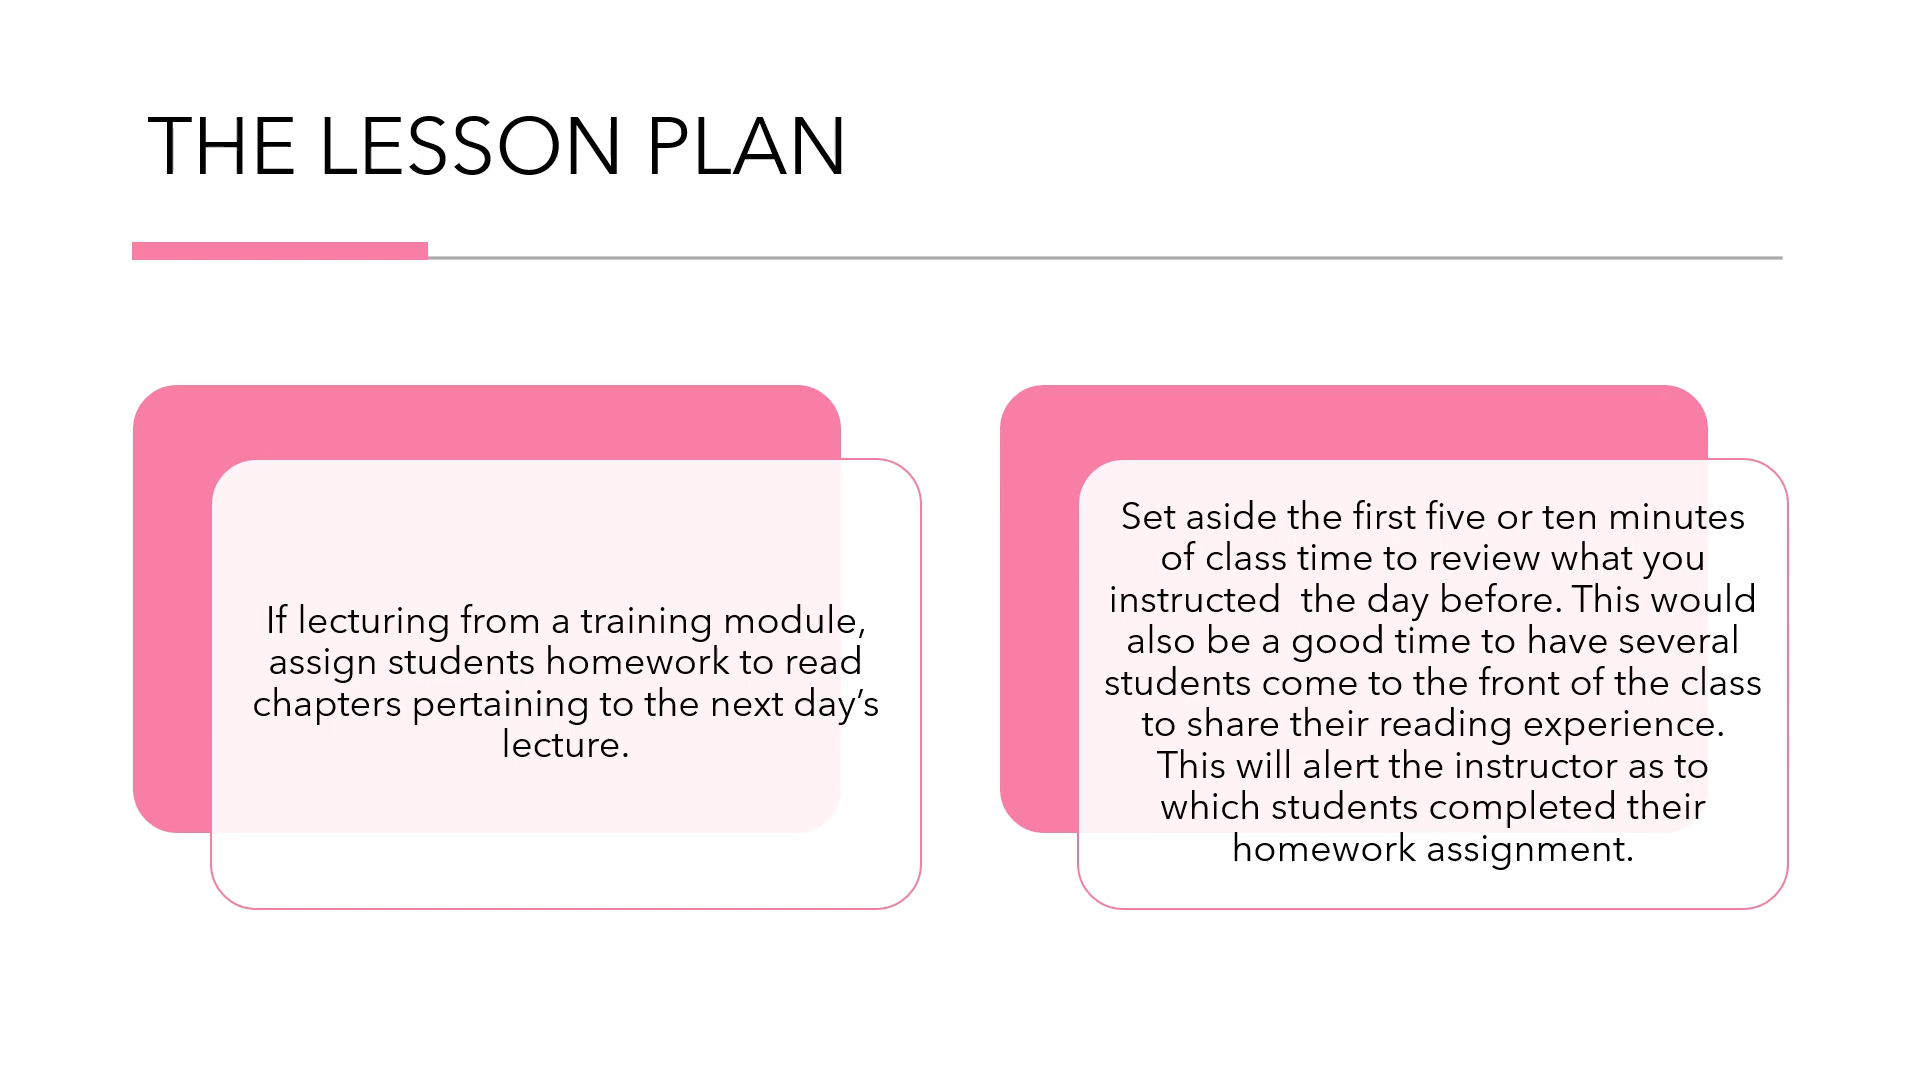 THE LESSON PLAN
If lecturing from a training module,
assign students homework to read
chapters pertaining to the next day’s
lecture.
Set aside the first five or ten minutes
of class time to review what you
instructed  the day before. This would
also be a good time to have several
students come to the front of the class
to share their reading experience.
This will alert the instructor as to
which students completed their
homework assignment.